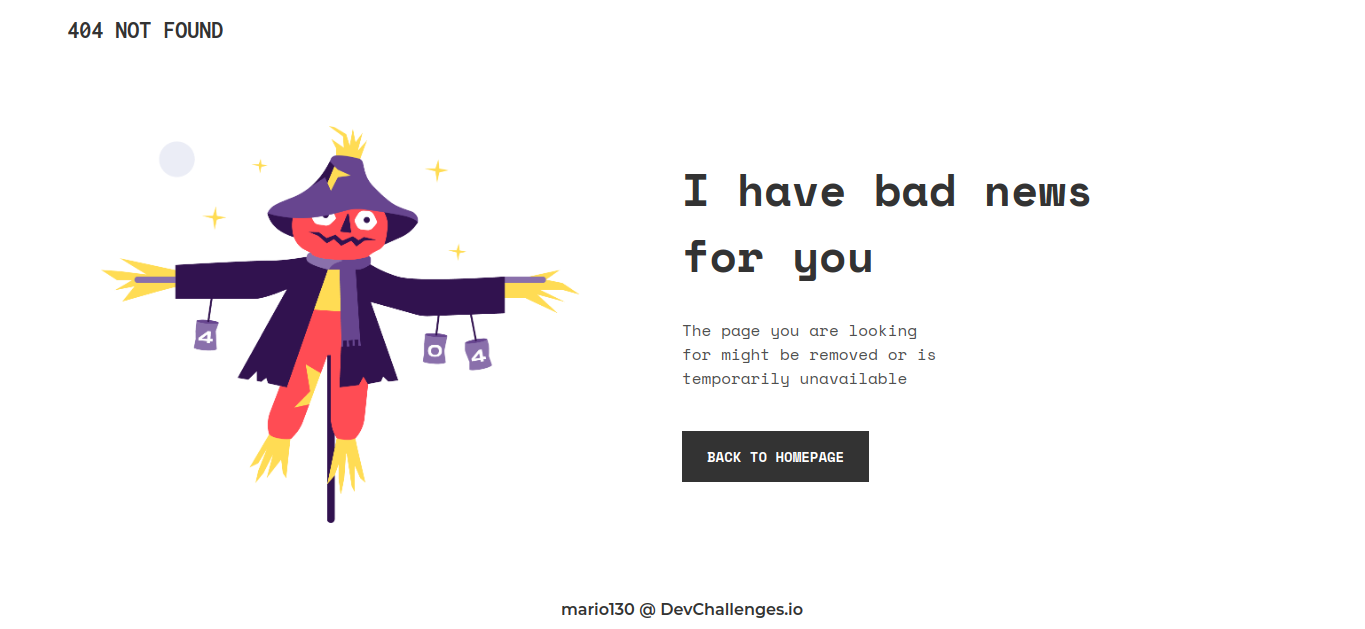 404 NOT FOUND
4
0
4
I have bad news
for you
The page you are looking
for might be removed or is
temporarily unavailable
BACK TO HOMEPAGE
mario130 @ DevChallenges.io